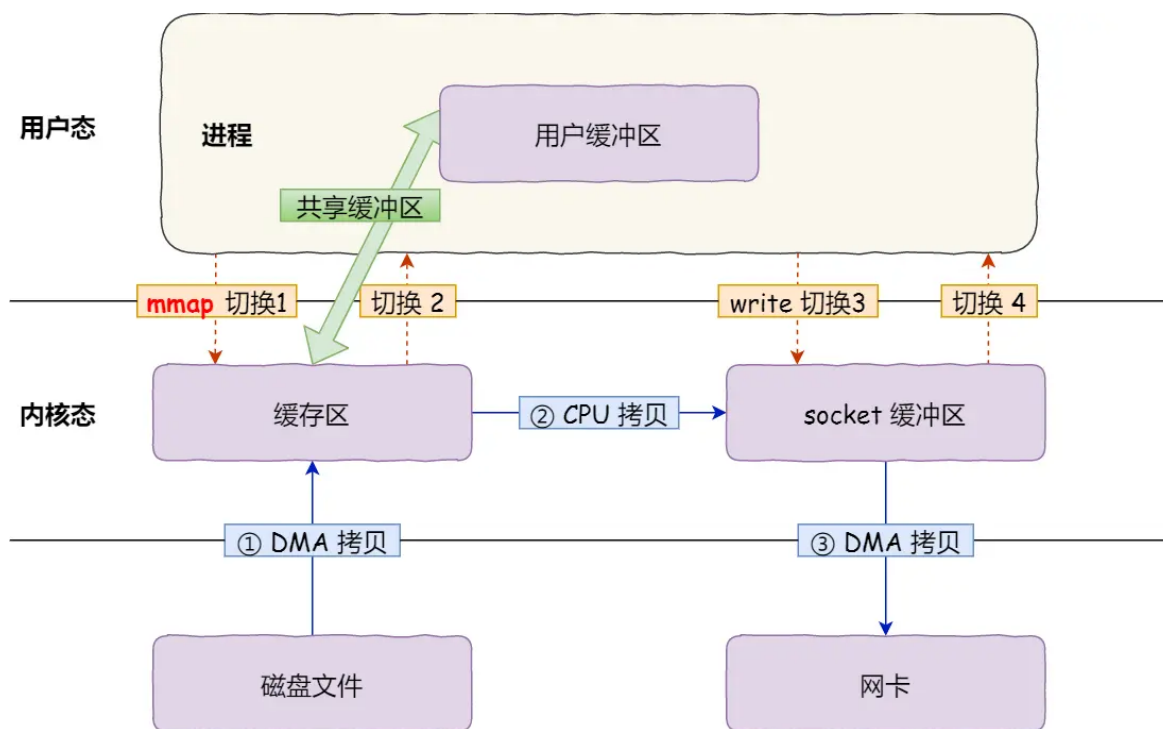 用户态
进程
用户缓冲区
共享缓冲区
mmap 切换1
切换 2
write 切换3
切换 4
内核态
缓存区
② CPU 拷贝
socket 缓冲区
① DMA 拷贝
③ DMA 拷贝
磁盘文件
网卡